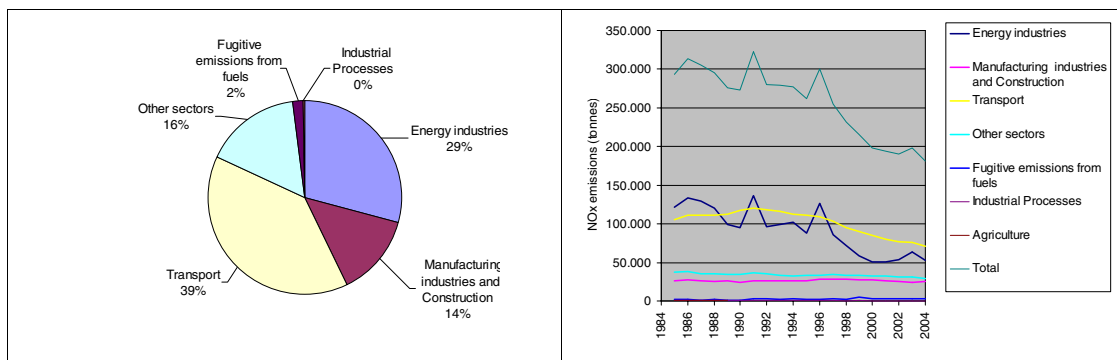 Fugitive
emissions from
fuels
2%
Industrial
Processes
0%
Other sectors
16%
Energy industries
29%
Transport
39%
Manufacturing
industries and
Construction
14%
350.000
300.000
250.000
200.000
150.000
100.000
50.000
0
NOx emissions (tonnes)
1984
1986
1988
1990
1992
1994
1996
1998
2000
2002
2004
Energy industries
Manufacturing industries
and Construction
Transport
Other sectors
Fugitive emissions from
fuels
Industrial Processes
Agriculture
Total